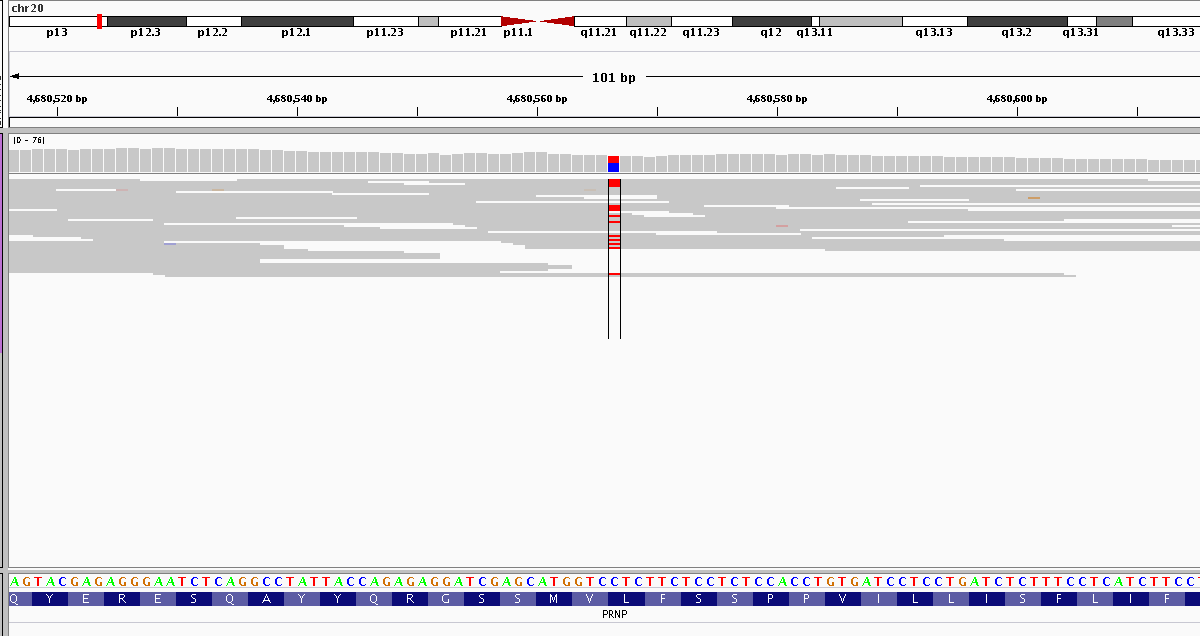 chr20
p13 p12.3 p12.2 p12.1 p11.23 p11.21 p11.1 q11.21 q11.22 q11.23 q12 q13.11 q13.13 q13.2 q13.31 q13.33
101 bp
4,680,520 bp 4,680,540 bp 4,680,560 bp 4,680,580 bp 4,680,600 bp
[0 - 76]
AGTACGAGAGGGAATCTCAGGCCTATTACCAGAGAGGATCGAGCATGGTCCTCTTCTCCTCTCCACCTGTGATCCTCCTGATCTCTTTCCTCATCTTCC
Q Y E R E S Q A Y Y Q R G S S M V L F S S P P V I L L I S F L I F
PRNP